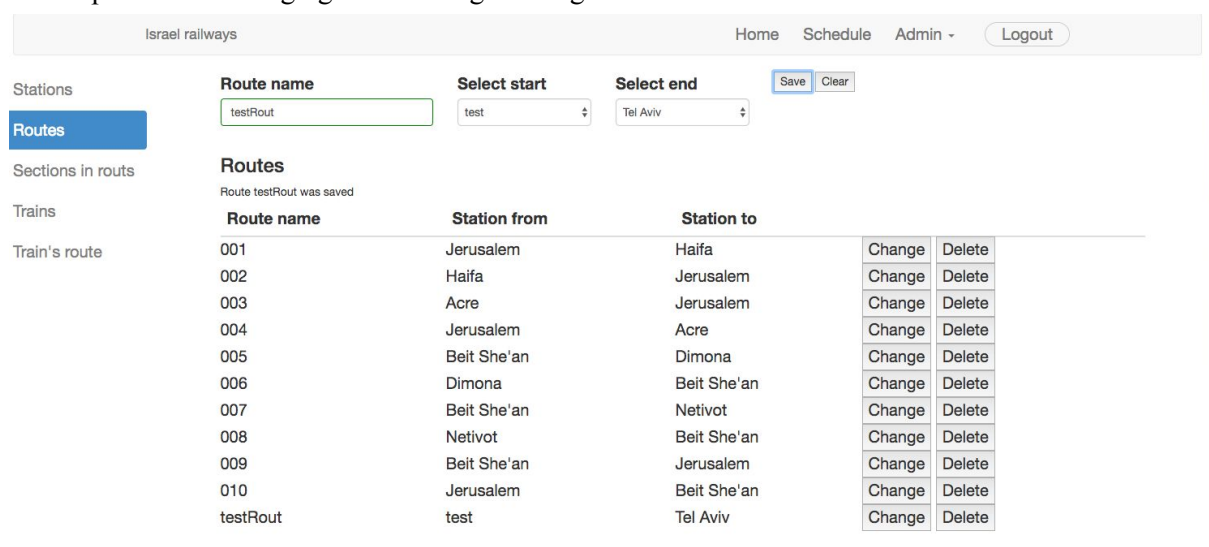 Israel railways Home Schedule Admin Logout
Stations
Routes
Sections in routs
Trains
Train's route
Route name Select start Select end Save Clear
testRout test Tel Aviv
Routes
Route testRout was saved
Route name Station from Station to
001 Jerusalem Haifa Change Delete
002 Haifa Jerusalem Change Delete
003 Acre Jerusalem Change Delete
004 Jerusalem Acre Change Delete
005 Beit She'an Dimona Change Delete
006 Dimona Beit She'an Change Delete
007 Beit She'an Netivot Change Delete
008 Netivot Beit She'an Change Delete
009 Beit She'an Jerusalem Change Delete
010 Jerusalem Beit She'an Change Delete
testRout test Tel Aviv Change Delete